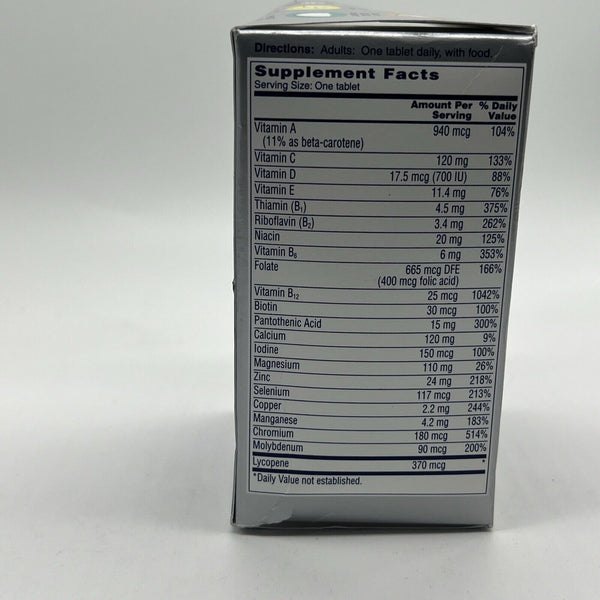 Directions: Adults: One tablet daily, with food.
Supplement Facts
Serving Size: One tablet
Amount Per Serving % Daily Value
Vitamin A 940 mcg 104%
(11% as beta-carotene)
Vitamin C 120 mg 133%
Vitamin D 17.5 mcg (700 IU) 88%
Vitamin E 11.4 mg 76%
Thiamin (B₁) 4.5 mg 375%
Riboflavin (B₂) 3.4 mg 262%
Niacin 20 mg 125%
Vitamin B₆ 6 mg 353%
Folate 665 mcg DFE 166%
(400 mcg folic acid)
Vitamin B₁₂ 25 mcg 1042%
Biotin 30 mcg 100%
Pantothenic Acid 15 mg 300%
Calcium 120 mg 9%
Iodine 150 mcg 100%
Magnesium 110 mg 26%
Zinc 24 mg 218%
Selenium 117 mcg 213%
Copper 2.2 mg 244%
Manganese 4.2 mg 183%
Chromium 180 mcg 514%
Molybdenum 90 mcg 200%
Lycopene 370 mcg *
*Daily Value not established.